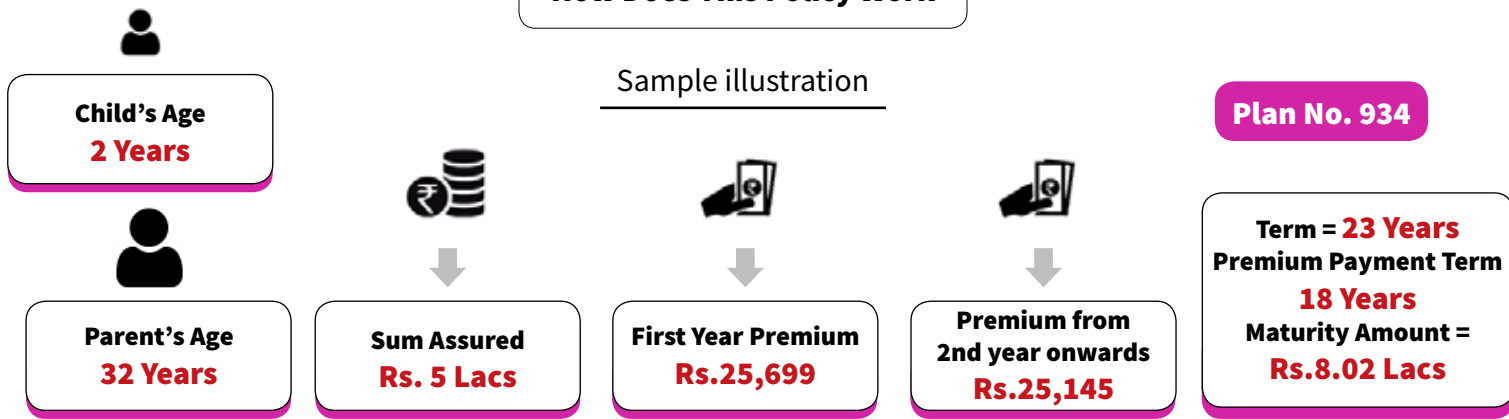 Sample illustration
Child's Age
2 Years
Plan No. 934
Parent's Age
32 Years
Sum Assured
Rs. 5 Lacs
First Year Premium
Rs.25,699
Premium from
2nd year onwards
Rs.25,145
Term = 23 Years
Premium Payment Term
18 Years
Maturity Amount =
Rs.8.02 Lacs